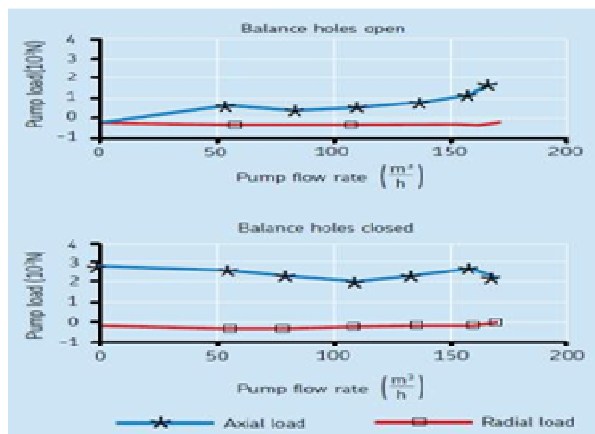 Balance holes open
Pump load(10³N)
4
3
2
1
0
-1
0 50 100 150 200
Pump flow rate (m³/h)
Balance holes closed
Pump load (10³N)
4
3
2
1
0
-1
0 50 100 150 200
Pump flow rate (m³/h)
Axial load Radial load